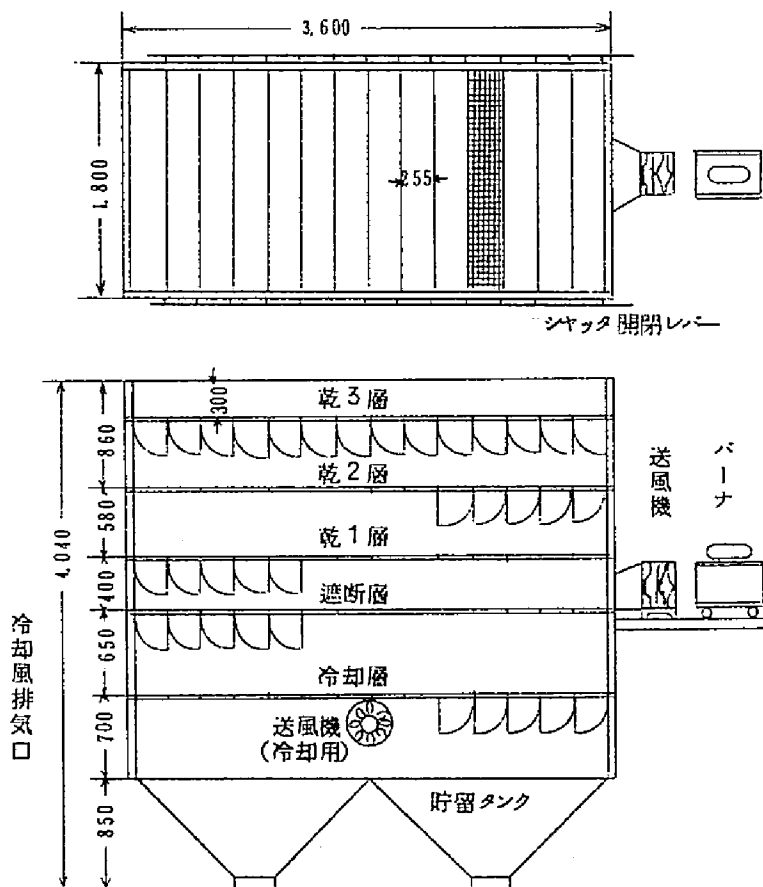 3,600
1,800
255
シャッタ開閉レバー
乾3層
300
860
乾2層
580
乾1層
4,040
400
遮断層
650
冷却層
700
送風機
(冷却用)
850
貯留タンク
冷却風排気口
送風機
バーナ